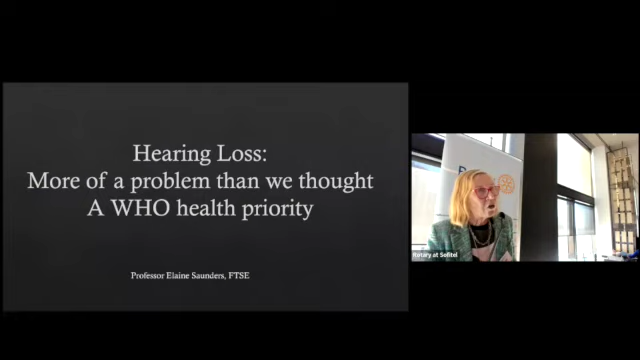 Hearing Loss:
More of a problem than we thought
A WHO health priority
Professor Elaine Saunders, FTSE
Rotary at Sofitel